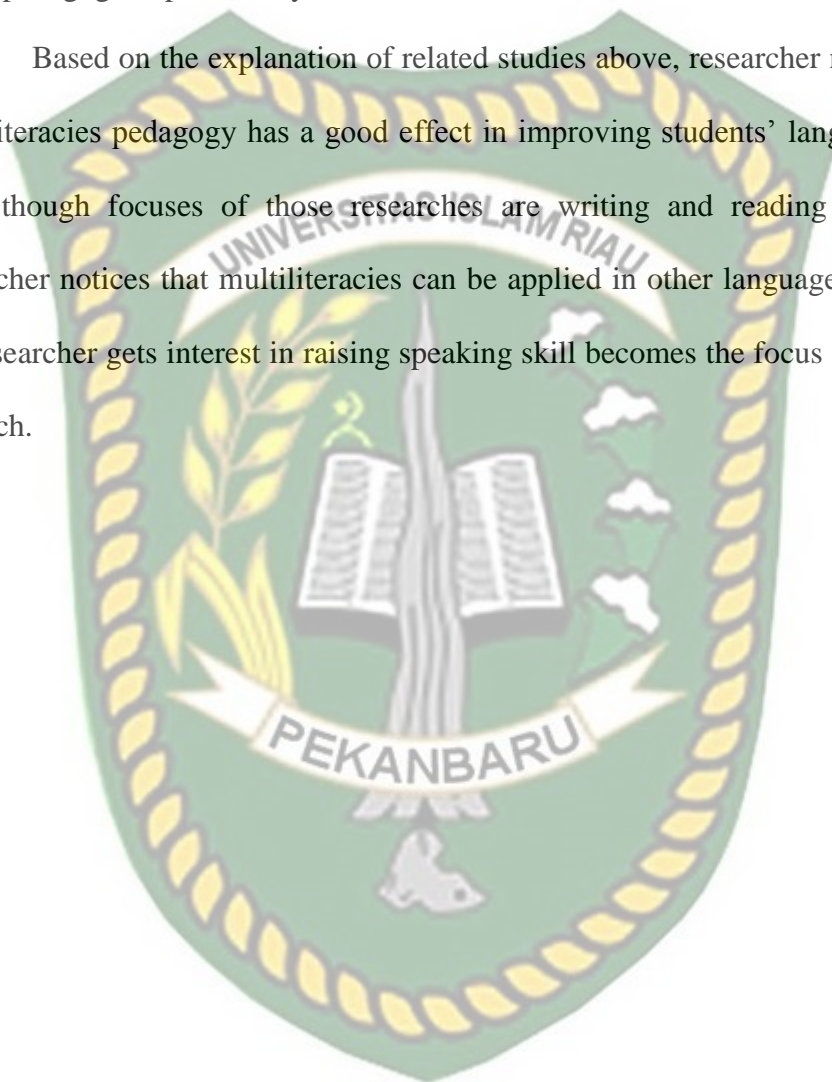 Based on the explanation of related studies above, researcher
iteracies pedagogy has a good effect in improving students’ lang
though focuses of those researches are writing and reading
cher notices that multiliteracies can be applied in other language
searcher gets interest in raising speaking skill becomes the focus
ch.
UNIVERSITAS ISLAM RIAU
PEKANBARU